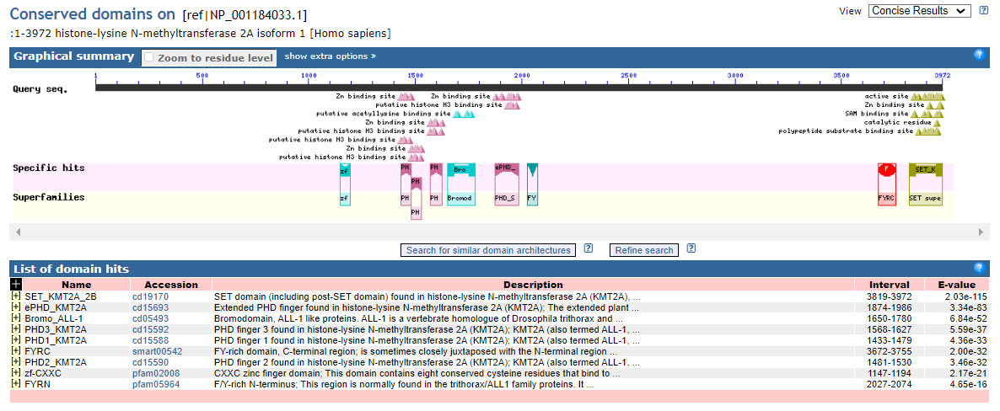 Conserved domains on [ref|NP_001184033.1]
View Concise Results
:1-3972 histone-lysine N-methyltransferase 2A isoform 1 [Homo sapiens]
Graphical summary Zoom to residue level show extra options »
1 500 1000 1500 2000 2500 3000 3500 3972
Query seq.
Zn binding site Zn binding site active site
putative histone H3 binding site Zn binding site
putative acetyllysine binding site SAM binding site
Zn binding site catalytic residue
putative histone H3 binding site polypeptide substrate binding site
putative histone H3 binding site
Zn binding site
putative histone H3 binding site
Specific hits zf PH PH PH Bro ePHD_ F SET_K
Superfamilies zf PH PH PH Bromod PHD_S FY FYRC SET supe
Search for similar domain architectures ? Refine search ?
List of domain hits ?
+ Name Accession Description Interval E-value
[+] SET_KMT2A_2B cd19170 SET domain (including post-SET domain) found in histone-lysine N-methyltransferase 2A (KMT2A), ... 3819-3972 2.03e-115
[+] ePHD_KMT2A cd15693 Extended PHD finger found in histone-lysine N-methyltransferase 2A (KMT2A); The extended plant ... 1874-1986 3.34e-83
[+] Bromo_ALL-1 cd05493 Bromodomain, ALL-1 like proteins. ALL-1 is a vertebrate homologue of Drosophila trithorax and ... 1650-1780 6.84e-52
[+] PHD3_KMT2A cd15592 PHD finger 3 found in histone-lysine N-methyltransferase 2A (KMT2A); KMT2A (also termed ALL-1, ... 1568-1627 5.59e-37
[+] PHD1_KMT2A cd15588 PHD finger 1 found in histone-lysine N-methyltransferase 2A (KMT2A); KMT2A (also termed ALL-1, ... 1433-1479 4.36e-33
[+] FYRC smart00542 FY-rich domain, C-terminal region; is sometimes closely juxtaposed with the N-terminal region ... 3672-3755 2.00e-32
[+] PHD2_KMT2A cd15590 PHD finger 2 found in histone-lysine N-methyltransferase 2A (KMT2A); KMT2A (also termed ALL-1, ... 1481-1530 3.46e-32
[+] zf-CXXC pfam02008 CXXC zinc finger domain; This domain contains eight conserved cysteine residues that bind to ... 1147-1194 2.17e-21
[+] FYRN pfam05964 F/Y-rich N-terminus; This region is normally found in the trithorax/ALL1 family proteins. It ... 2027-2074 4.65e-16